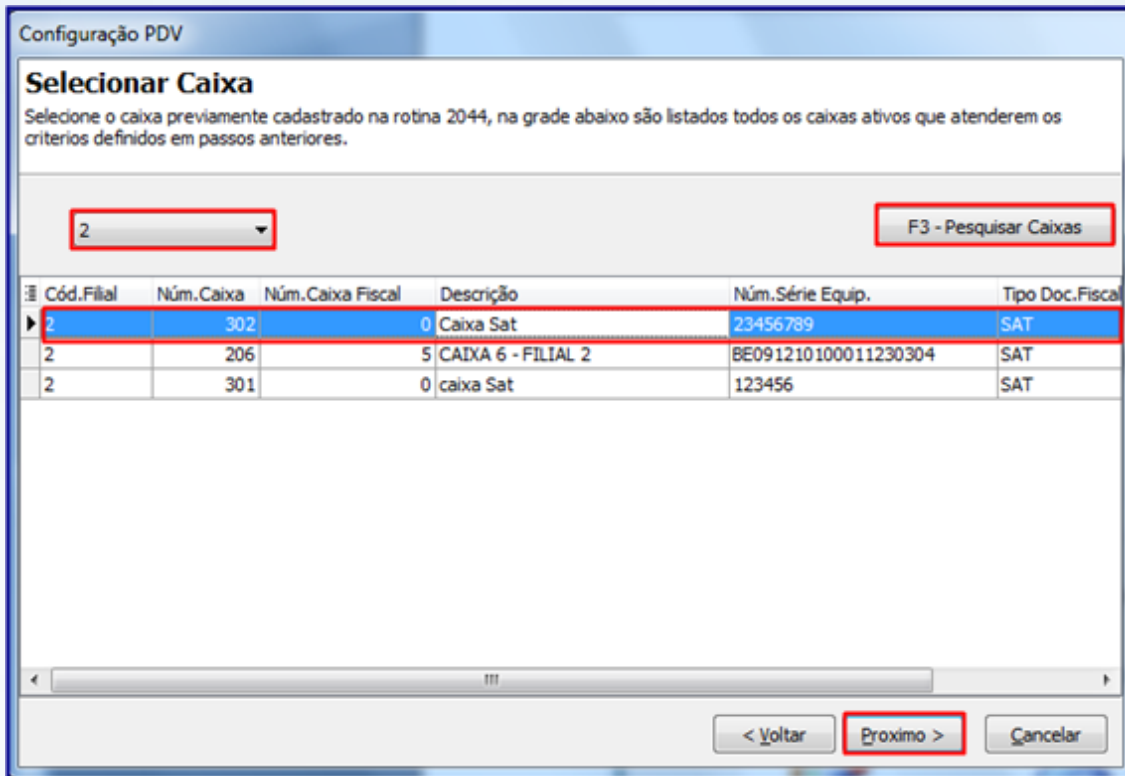 Configuração PDV
Selecionar Caixa
Selecione o caixa previamente cadastrado na rotina 2044, na grade abaixo são listados todos os caixas ativos que atenderem os
criterios definidos em passos anteriores.
2 F3 - Pesquisar Caixas
Cód.Filial Núm.Caixa Núm.Caixa Fiscal Descrição Núm.Série Equip. Tipo Doc.Fiscal
2 302 0 Caixa Sat 23456789 SAT
2 206 5 CAIXA 6 - FILIAL 2 BE091210100011230304 SAT
2 301 0 caixa Sat 123456 SAT
< Voltar Proximo > Cancelar